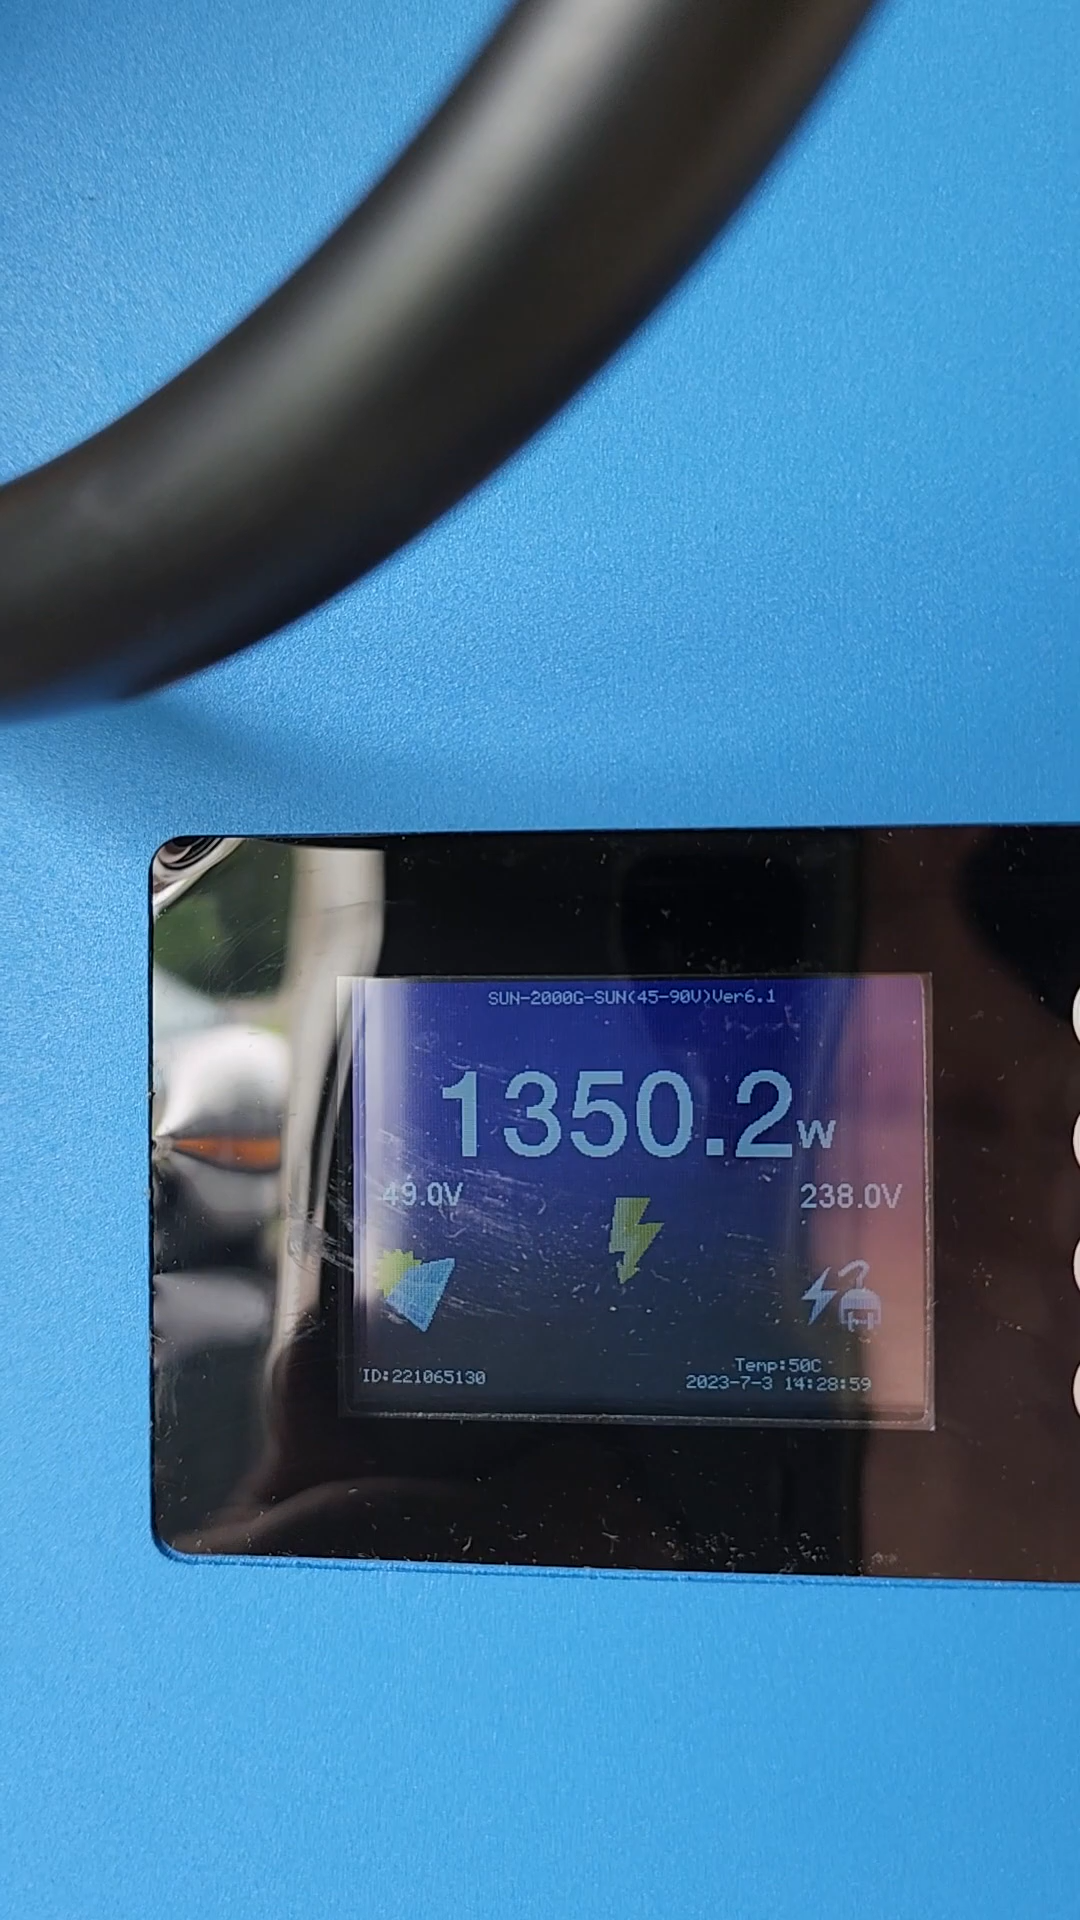 SUN-2000G-SUN(45-90V)Ver6.1
1350.2W
49.0V
238.0V
Temp:50C
ID:221065130
2023-7-3 14:28:59